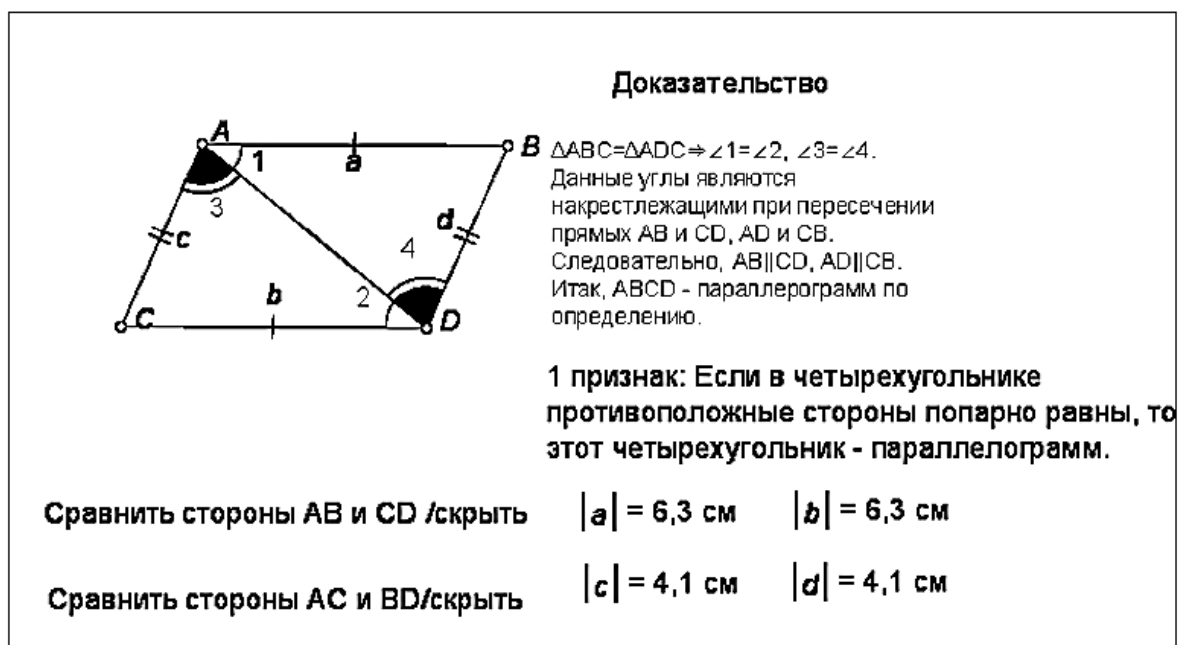 Доказательство
A
B
1
a
3
c
d
4
b
2
C
D
ΔABC=ΔADC⇒∠1=∠2, ∠3=∠4.
Данные углы являются
накрестлежащими при пересечении
прямых AB и CD, AD и CB.
Следовательно, AB||CD, AD||CB.
Итак, ABCD - параллерограмм по
определению.
1 признак: Если в четырехугольнике
противоположные стороны попарно равны, то
этот четырехугольник - параллелограмм.
Сравнить стороны AB и CD /скрыть |a| = 6,3 см |b| = 6,3 см
Сравнить стороны AC и BD/скрыть |c| = 4,1 см |d| = 4,1 см